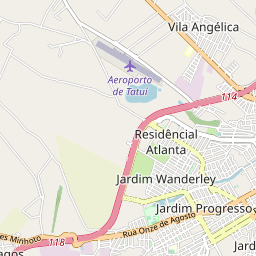 Vila Angélica
Aeroporto
de Tatuí
114
Residêncial
Atlanta
Jardim Wanderley
Jardim Progresso
Rua Onze de Agosto
es Minhoto
118
Jard
agos